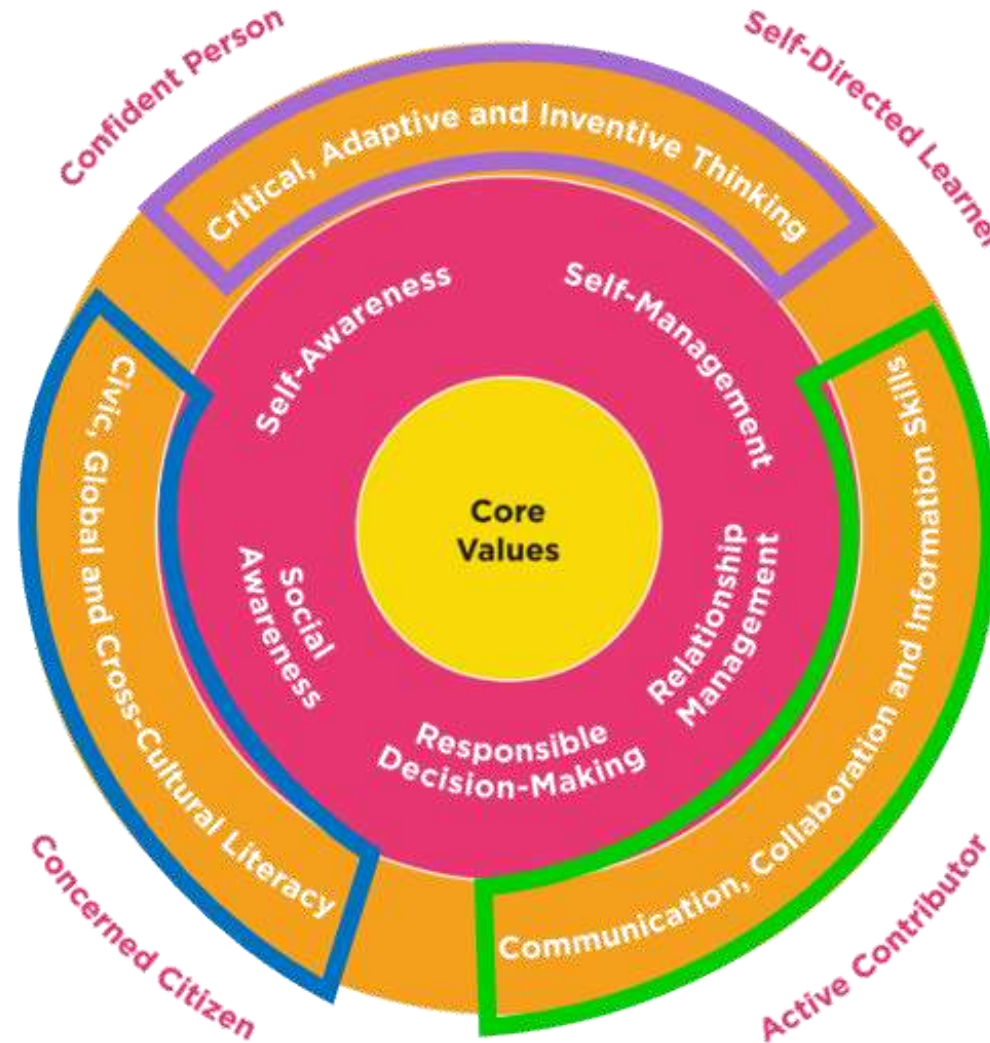 Confident Person
Self-Directed Learner
Critical, Adaptive and Inventive Thinking
Self-Awareness
Self-Management
Civic, Global and Cross-Cultural Literacy
Communication, Collaboration and Information Skills
Core
Values
Social
Awareness
Relationship
Management
Responsible
Decision-Making
Concerned Citizen
Active Contributor